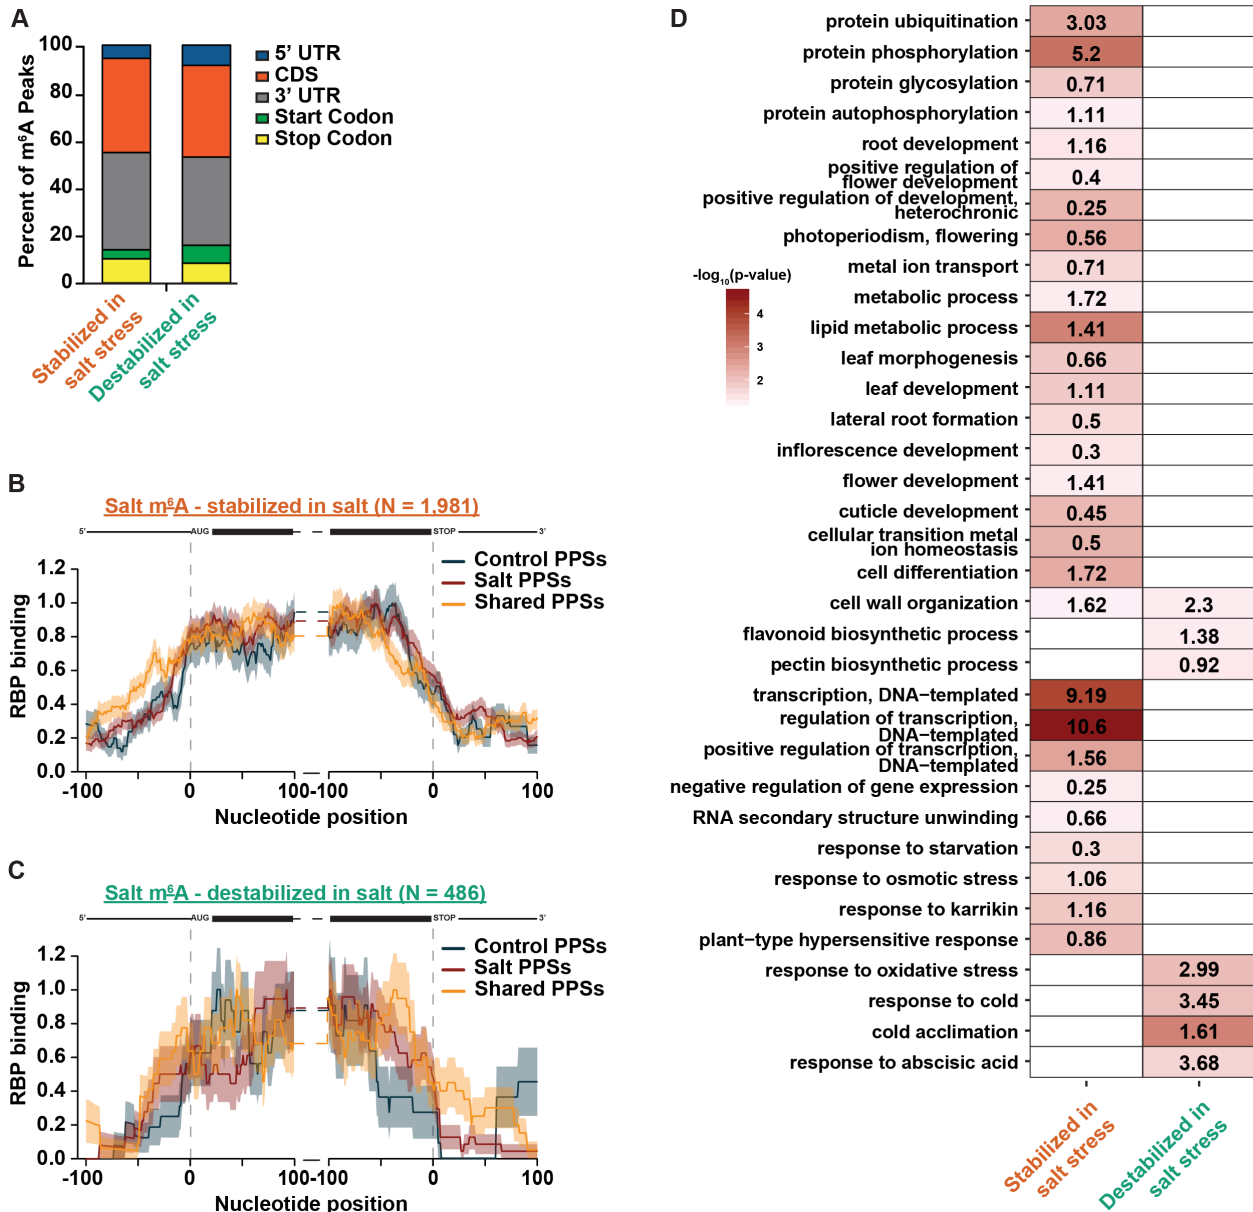 A
100
80
60
40
20
0
Percent of m6A Peaks
5' UTR
CDS
3' UTR
Start Codon
Stop Codon
Stabilized in
salt stress
Destabilized in
salt stress
B
Salt m6A - stabilized in salt (N = 1,981)
5' AUG STOP 3'
Control PPSs
Salt PPSs
Shared PPSs
1.2
1.0
0.8
0.6
0.4
0.2
0.0
RBP binding
-100 0 100 -100 0 100
Nucleotide position
C
Salt m6A - destabilized in salt (N = 486)
5' AUG STOP 3'
Control PPSs
Salt PPSs
Shared PPSs
1.2
1.0
0.8
0.6
0.4
0.2
0.0
RBP binding
-100 0 100 -100 0 100
Nucleotide position
D
-log10(p-value)
4
3
2
protein ubiquitination 3.03
protein phosphorylation 5.2
protein glycosylation 0.71
protein autophosphorylation 1.11
root development 1.16
positive regulation of
flower development 0.4
positive regulation of development,
heterochronic 0.25
photoperiodism, flowering 0.56
metal ion transport 0.71
metabolic process 1.72
lipid metabolic process 1.41
leaf morphogenesis 0.66
leaf development 1.11
lateral root formation 0.5
inflorescence development 0.3
flower development 1.41
cuticle development 0.45
cellular transition metal
ion homeostasis 0.5
cell differentiation 1.72
cell wall organization 1.62 2.3
flavonoid biosynthetic process 1.38
pectin biosynthetic process 0.92
transcription, DNA−templated 9.19
regulation of transcription,
DNA−templated 10.6
positive regulation of transcription,
DNA−templated 1.56
negative regulation of gene expression 0.25
RNA secondary structure unwinding 0.66
response to starvation 0.3
response to osmotic stress 1.06
response to karrikin 1.16
plant−type hypersensitive response 0.86
response to oxidative stress 2.99
response to cold 3.45
cold acclimation 1.61
response to abscisic acid 3.68
Stabilized in
salt stress
Destabilized in
salt stress